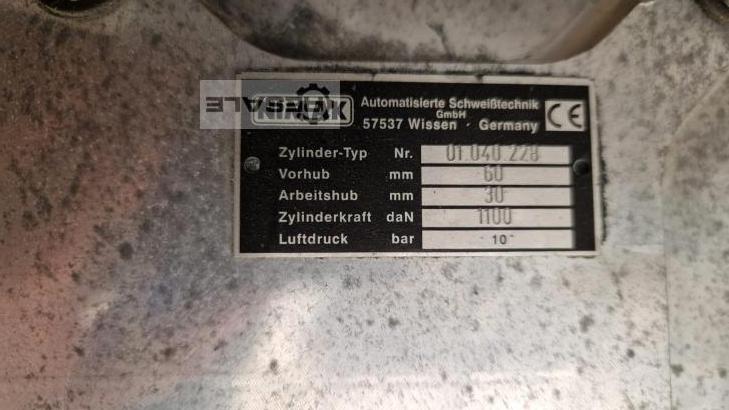 NIMAK
Automatisierte Schweißtechnik
GmbH
57537 Wissen · Germany
CE
Zylinder-Typ Nr. 01.040.228
Vorhub mm 60
Arbeitshub mm 30
Zylinderkraft daN 1100
Luftdruck bar 10